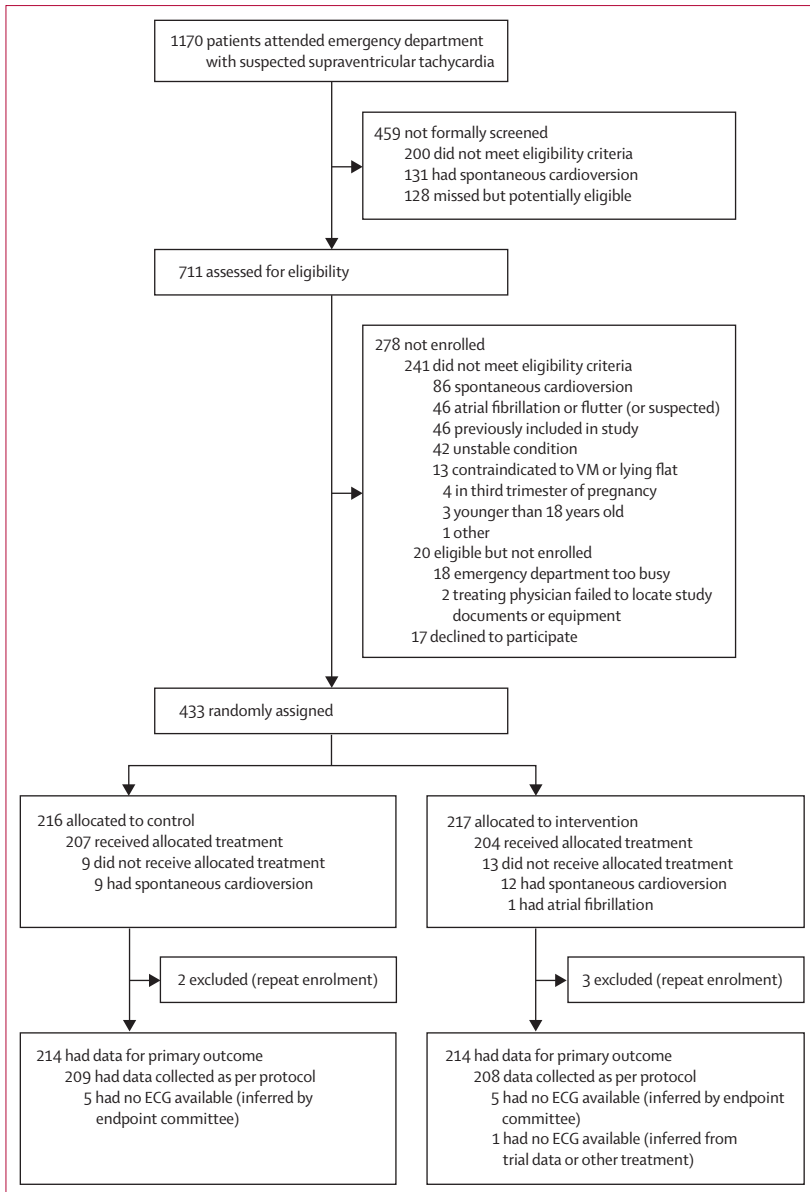 1170 patients attended emergency department
with suspected supraventricular tachycardia
459 not formally screened
200 did not meet eligibility criteria
131 had spontaneous cardioversion
128 missed but potentially eligible
711 assessed for eligibility
278 not enrolled
241 did not meet eligibility criteria
86 spontaneous cardioversion
46 atrial fibrillation or flutter (or suspected)
46 previously included in study
42 unstable condition
13 contraindicated to VM or lying flat
4 in third trimester of pregnancy
3 younger than 18 years old
1 other
20 eligible but not enrolled
18 emergency department too busy
2 treating physician failed to locate study
documents or equipment
17 declined to participate
433 randomly assigned
216 allocated to control
207 received allocated treatment
9 did not receive allocated treatment
9 had spontaneous cardioversion
217 allocated to intervention
204 received allocated treatment
13 did not receive allocated treatment
12 had spontaneous cardioversion
1 had atrial fibrillation
2 excluded (repeat enrolment)
3 excluded (repeat enrolment)
214 had data for primary outcome
209 had data collected as per protocol
5 had no ECG available (inferred by
endpoint committee)
214 had data for primary outcome
208 data collected as per protocol
5 had no ECG available (inferred by endpoint
committee)
1 had no ECG available (inferred from
trial data or other treatment)